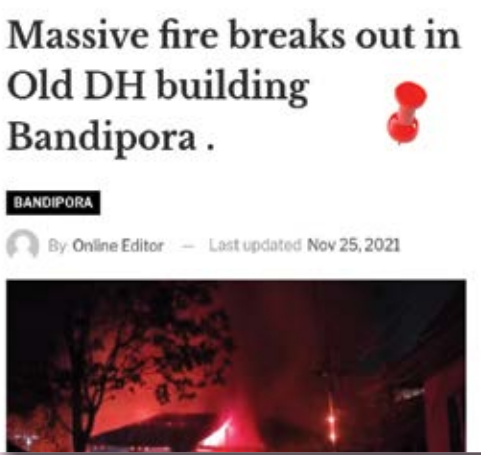 Massive fire breaks out in
Old DH building
Bandipora .
BANDIPORA
By Online Editor — Last updated Nov 25, 2021